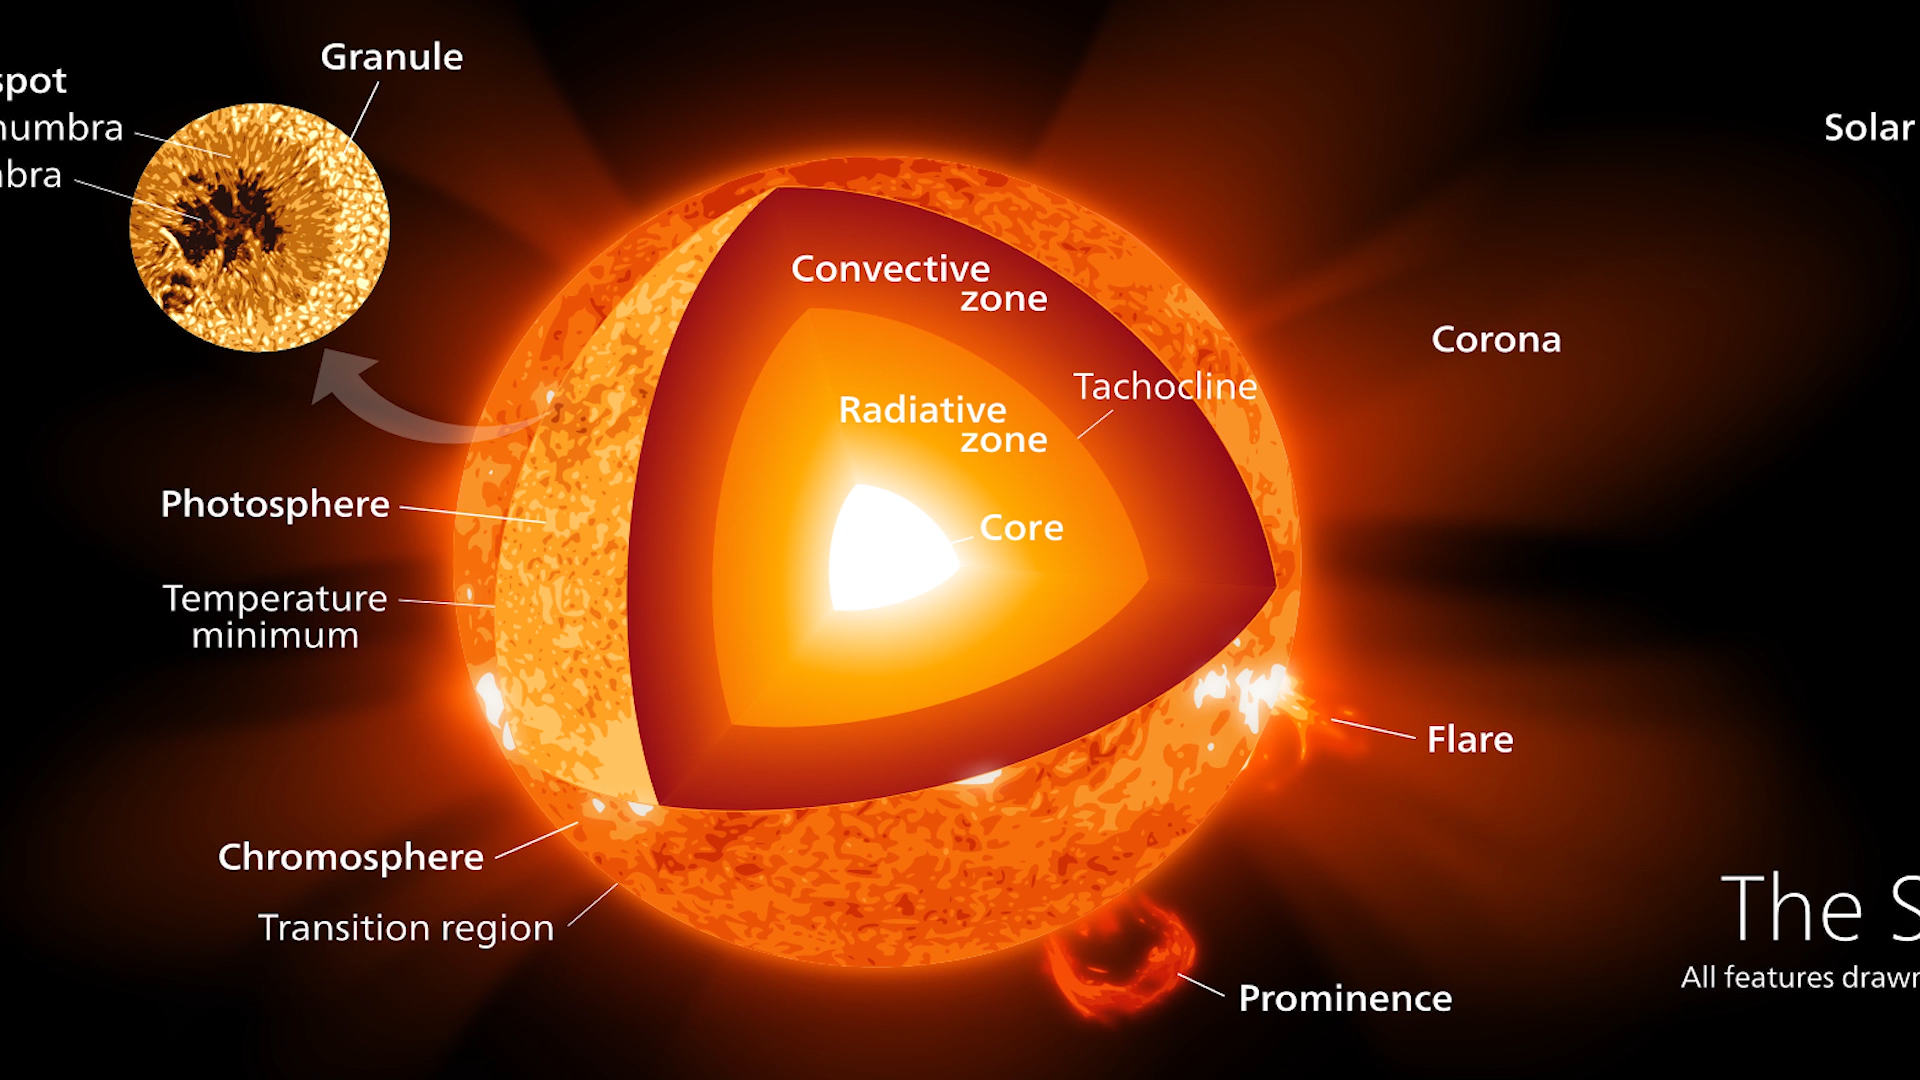 Granule
spot
numbra
bra
Solar
Convective
zone
Corona
Tachocline
Radiative
zone
Photosphere
Core
Temperature
minimum
Flare
Chromosphere
The S
Transition region
All features drawn
Prominence